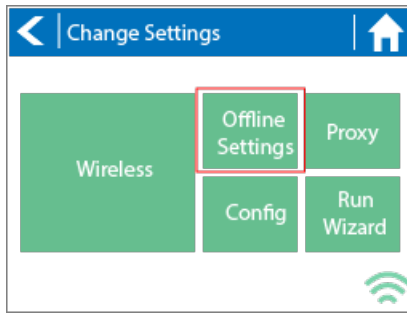 Change Settings
Wireless
Offline
Settings
Proxy
Config
Run
Wizard